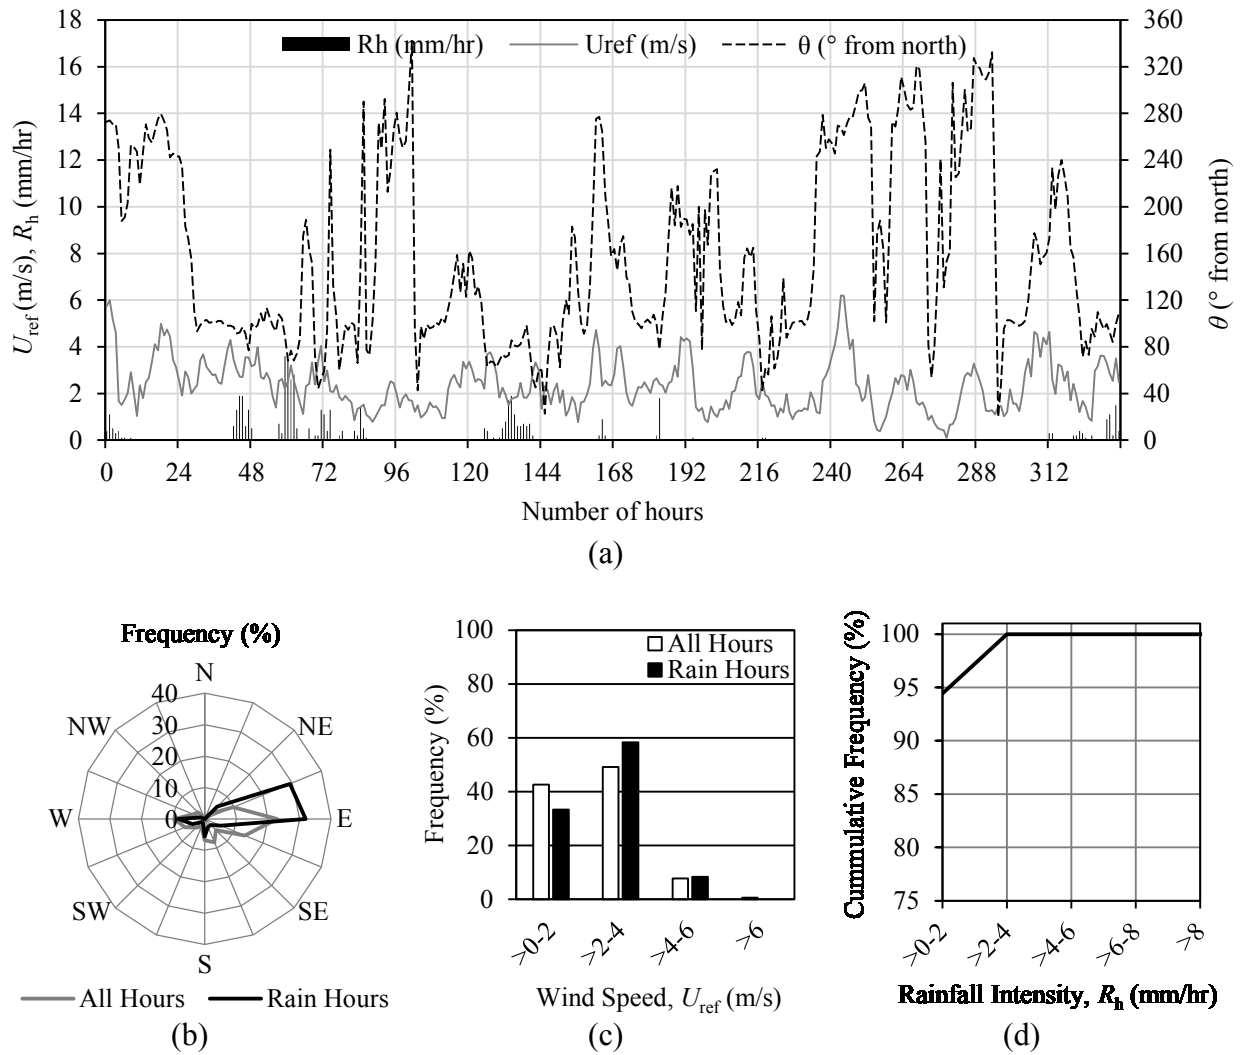 Rh (mm/hr) Uref (m/s) θ (° from north)
18 16 14 12 10 8 6 4 2 0
U_ref (m/s), R_h (mm/hr)
360 320 280 240 200 160 120 80 40 0
θ (° from north)
0 24 48 72 96 120 144 168 192 216 240 264 288 312
Number of hours
(a)
Frequency (%)
N
NE
E
SE
S
SW
W
NW
40
30
20
10
0
All Hours Rain Hours
(b)
Frequency (%)
100
80
60
40
20
0
All Hours
Rain Hours
>0-2 >2-4 >4-6 >6
Wind Speed, U_ref (m/s)
(c)
Cummulative Frequency (%)
100
95
90
85
80
75
>0-2 >2-4 >4-6 >6-8 >8
Rainfall Intensity, R_h (mm/hr)
(d)